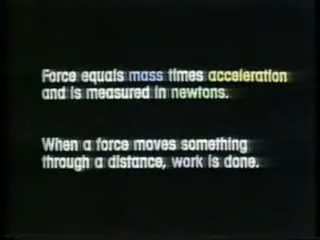 Force equals mass times acceleration
and is measured in newtons.
When a force moves something
through a distance, work is done.